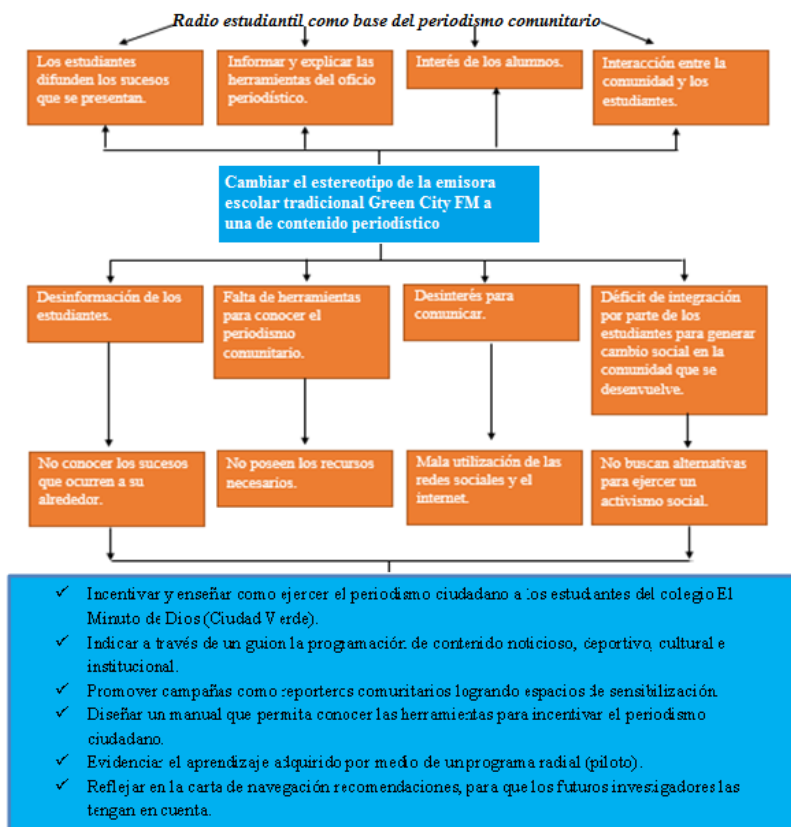 Radio estudiantil como base del periodismo comunitario
Los estudiantes
difunden los sucesos
que se presentan.
Informar y explicar las
herramientas del oficio
periodístico.
Interés de los alumnos.
Interacción entre la
comunidad y los
estudiantes.
Cambiar el estereotipo de la emisora
escolar tradicional Green City FM a
una de contenido periodístico
Desinformación de los
estudiantes.
Falta de herramientas
para conocer el
periodismo
comunitario.
Desinterés para
comunicar.
Déficit de integración
por parte de los
estudiantes para generar
cambio social en la
comunidad que se
desenvuelve.
No conocer los sucesos
que ocurren a su
alrededor.
No poseen los recursos
necesarios.
Mala utilización de las
redes sociales y el
internet.
No buscan alternativas
para ejercer un
activismo social.
✓ Incentivar y enseñar como ejercer el periodismo ciudadano a los estudiantes del colegio El
Minuto de Dios (Ciudad Verde).
✓ Indicar a través de un guion la programación de contenido noticioso, deportivo, cultural e
institucional.
✓ Promover campañas como reporteros comunitarios logrando espacios de sensibilización
✓ Diseñar un manual que permita conocer las herramientas para incentivar el periodismo
ciudadano.
✓ Evidenciar el aprendizaje adquirido por medio de un programa radial (piloto).
✓ Reflejar en la carta de navegación recomendaciones, para que los futuros investigadores las
tengan en cuenta.